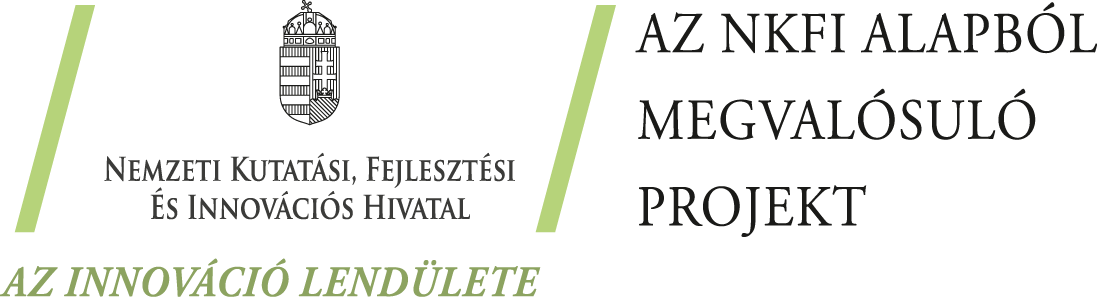 NEMZETI KUTATÁSI, FEJLESZTÉSI
ÉS INNOVÁCIÓS HIVATAL
AZ INNOVÁCIÓ LENDÜLETE
AZ NKFI ALAPBÓL
MEGVALÓSULÓ
PROJEKT